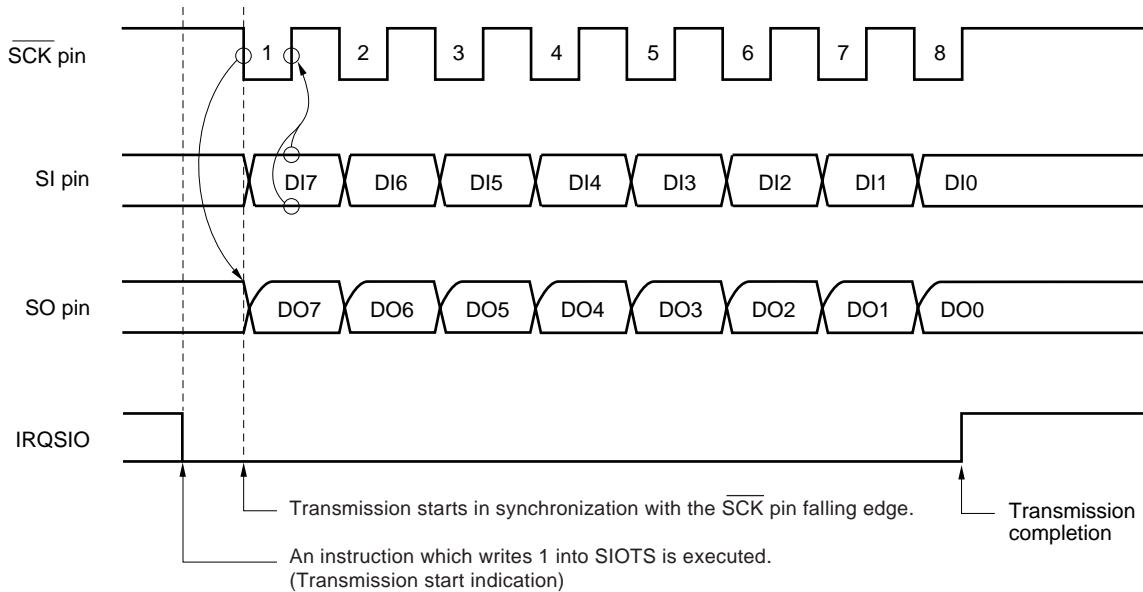 SCK pin
1 2 3 4 5 6 7 8
SI pin
DI7 DI6 DI5 DI4 DI3 DI2 DI1 DI0
SO pin
DO7 DO6 DO5 DO4 DO3 DO2 DO1 DO0
IRQSIO
Transmission starts in synchronization with the SCK pin falling edge.
Transmission
completion
An instruction which writes 1 into SIOTS is executed.
(Transmission start indication)